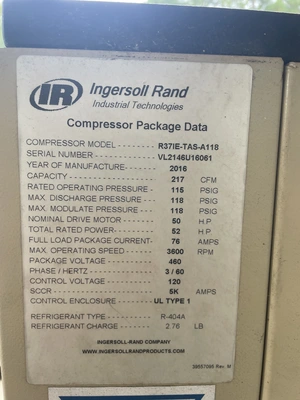 IR Ingersoll Rand
Industrial Technologies
Compressor Package Data
COMPRESSOR MODEL - - - - - - - R37IE-TAS-A118
SERIAL NUMBER - - - - - - - - - - VL2146U16061
YEAR OF MANUFACTURE - - - - - - 2016
CAPACITY - - - - - - - - - - - - - - - 217 CFM
RATED OPERATING PRESSURE - - 115 PSIG
MAX. DISCHARGE PRESSURE - - - 118 PSIG
MAX. MODULATE PRESSURE - - - - 118 PSIG
NOMINAL DRIVE MOTOR - - - - - - 50 H.P
TOTAL RATED POWER - - - - - - - - 52 H.P
FULL LOAD PACKAGE CURRENT - - 76 AMPS
MAX. OPERATING SPEED - - - - - - 3600 RPM
PACKAGE VOLTAGE - - - - - - - - - 460
PHASE / HERTZ - - - - - - - - - - - - 3 / 60
CONTROL VOLTAGE - - - - - - - - - 120
SCCR - - - - - - - - - - - - - - - - - - 5K AMPS
CONTROL ENCLOSURE - - - - - - - UL TYPE 1
REFRIGERANT TYPE - - - - - - - - - R-404A
REFRIGERANT CHARGE - - - - - - - 2.76 LB
INGERSOLL-RAND COMPANY
WWW.INGERSOLLRANDPRODUCTS.COM